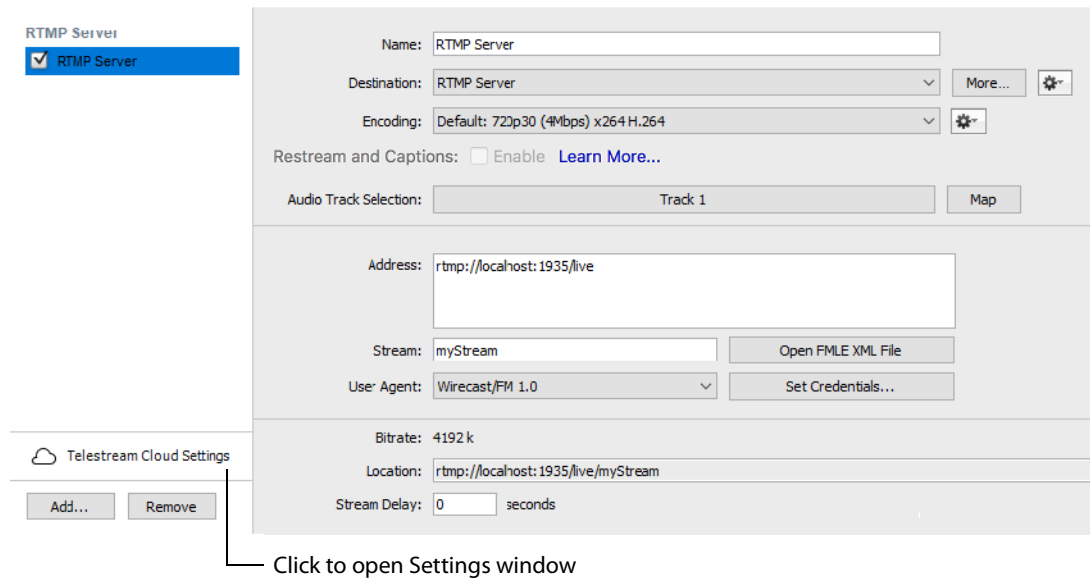 RTMP Server
RTMP Server
Name: RTMP Server
Destination: RTMP Server More...
Encoding: Default: 720p30 (4Mbps) x264 H.264
Restream and Captions: Enable Learn More...
Audio Track Selection: Track 1 Map
Address: rtmp://localhost:1935/live
Stream: myStream Open FMLE XML File
User Agent: Wirecast/FM 1.0 Set Credentials...
Bitrate: 4192 k
Telestream Cloud Settings
Location: rtmp://localhost:1935/live/myStream
Stream Delay: 0 seconds
Add... Remove
Click to open Settings window